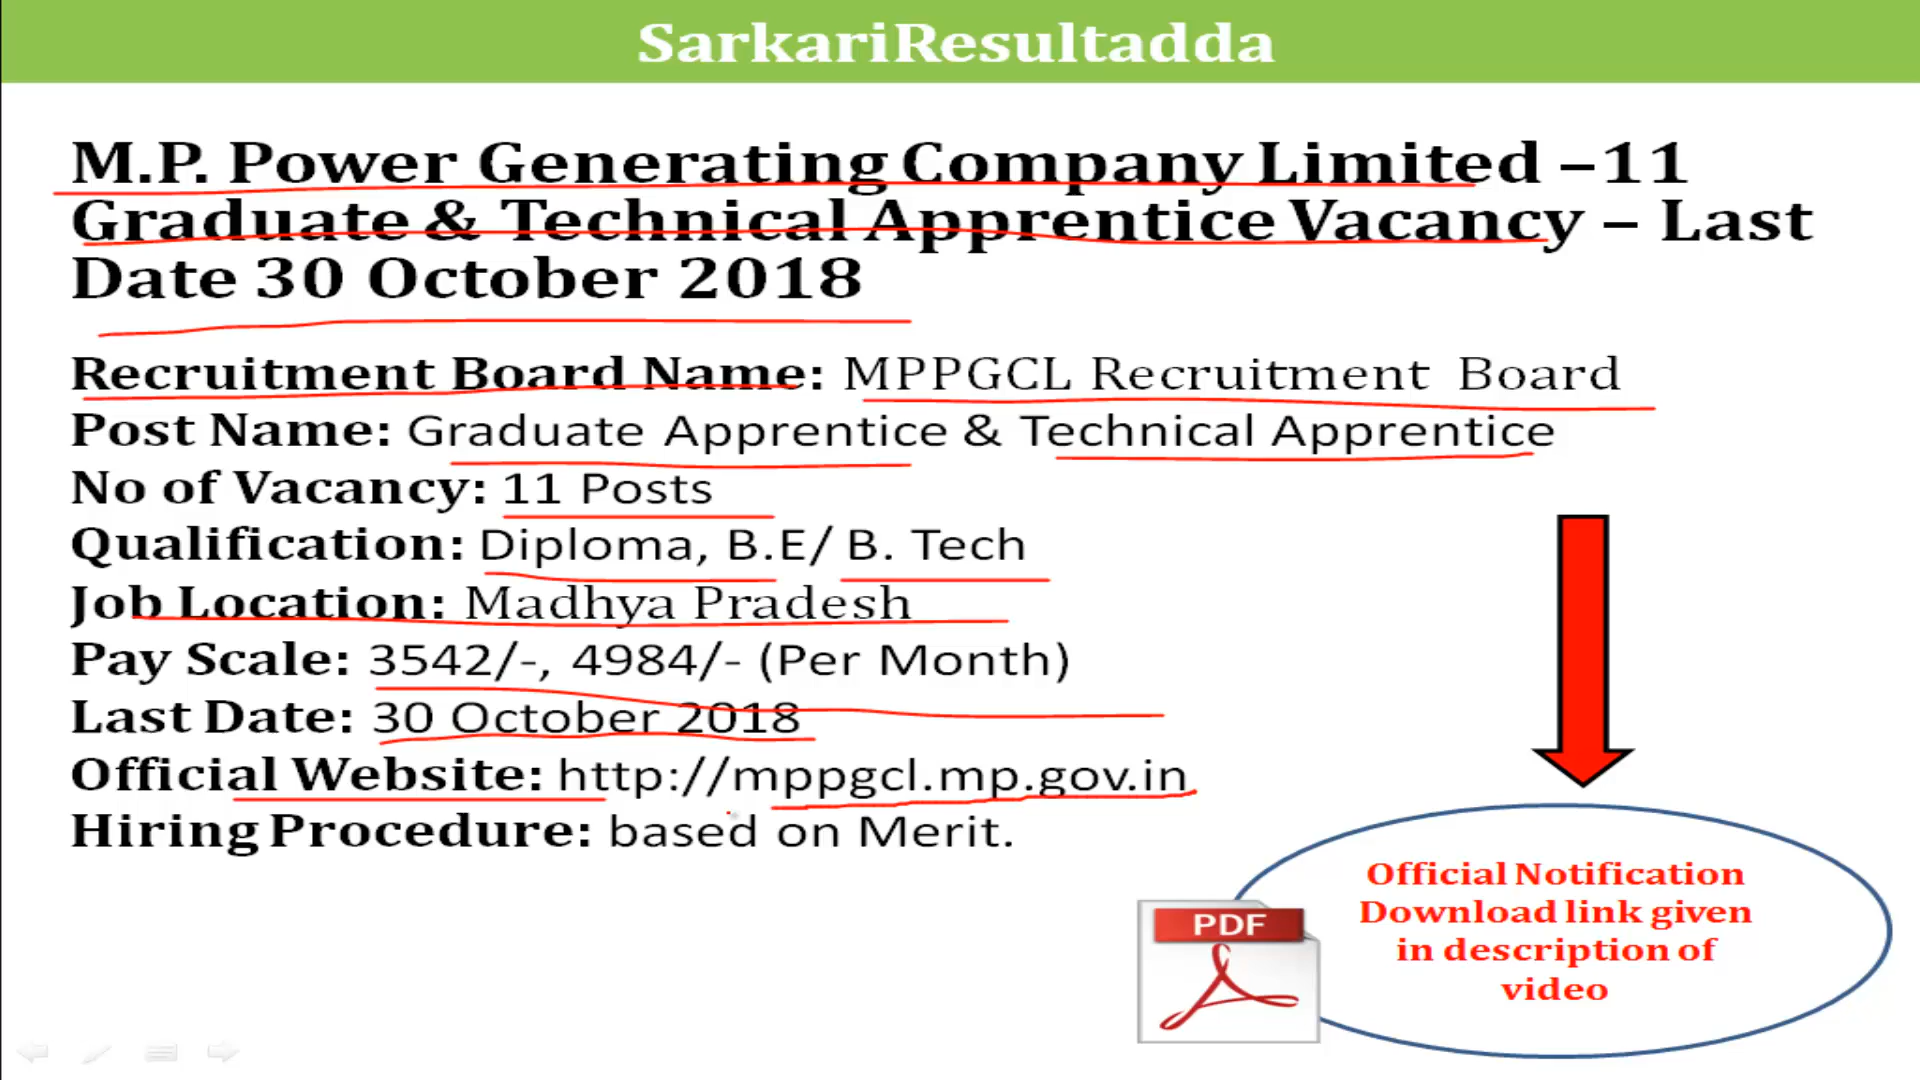 SarkariResultadda
M.P. Power Generating Company Limited –11
Graduate & Technical Apprentice Vacancy – Last
Date 30 October 2018
Recruitment Board Name: MPPGCL Recruitment Board
Post Name: Graduate Apprentice & Technical Apprentice
No of Vacancy: 11 Posts
Qualification: Diploma, B.E/ B. Tech
Job Location: Madhya Pradesh
Pay Scale: 3542/-, 4984/- (Per Month)
Last Date: 30 October 2018
Official Website: http://mppgcl.mp.gov.in
Hiring Procedure: based on Merit.
PDF
Official Notification
Download link given
in description of
video